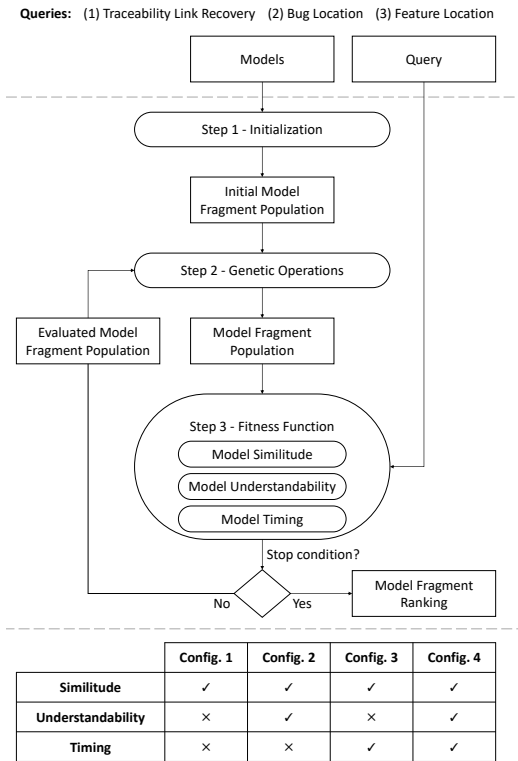 Queries: (1) Traceability Link Recovery (2) Bug Location (3) Feature Location
Models
Query
Step 1 - Initialization
Initial Model
Fragment Population
Step 2 - Genetic Operations
Evaluated Model
Fragment Population
Model Fragment
Population
Step 3 - Fitness Function
Model Similitude
Model Understandability
Model Timing
Stop condition?
No
Yes
Model Fragment
Ranking
Config. 1 Config. 2 Config. 3 Config. 4
Similitude ✓ ✓ ✓ ✓
Understandability × ✓ × ✓
Timing × × ✓ ✓